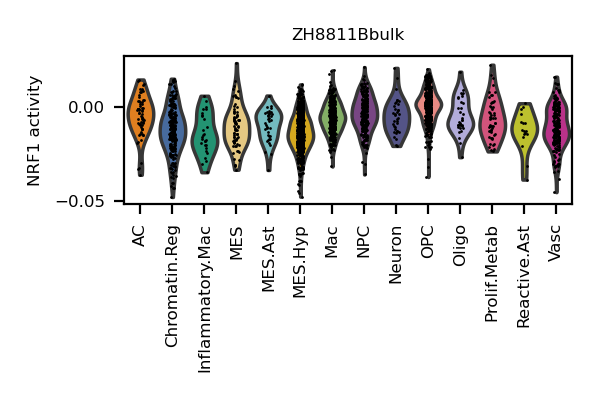 ZH8811Bbulk
NRF1 activity
0.00
−0.05
AC
Chromatin.Reg
Inflammatory.Mac
MES
MES.Ast
MES.Hyp
Mac
NPC
Neuron
OPC
Oligo
Prolif.Metab
Reactive.Ast
Vasc